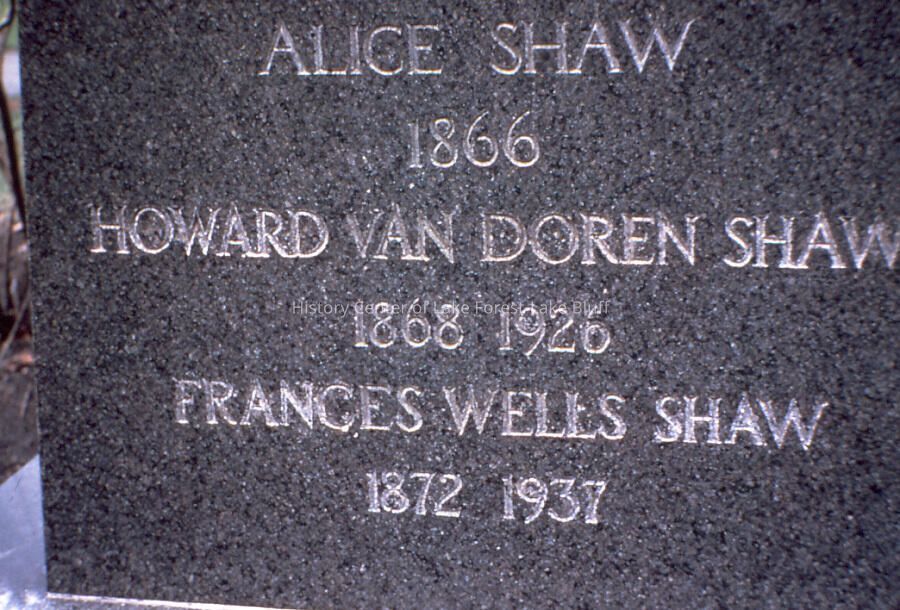 ALICE SHAW
1866
HOWARD VAN DOREN SHAW
History Center of Lake Forest-Lake Bluff
1868 1926
FRANCES WELLS SHAW
1872 1937